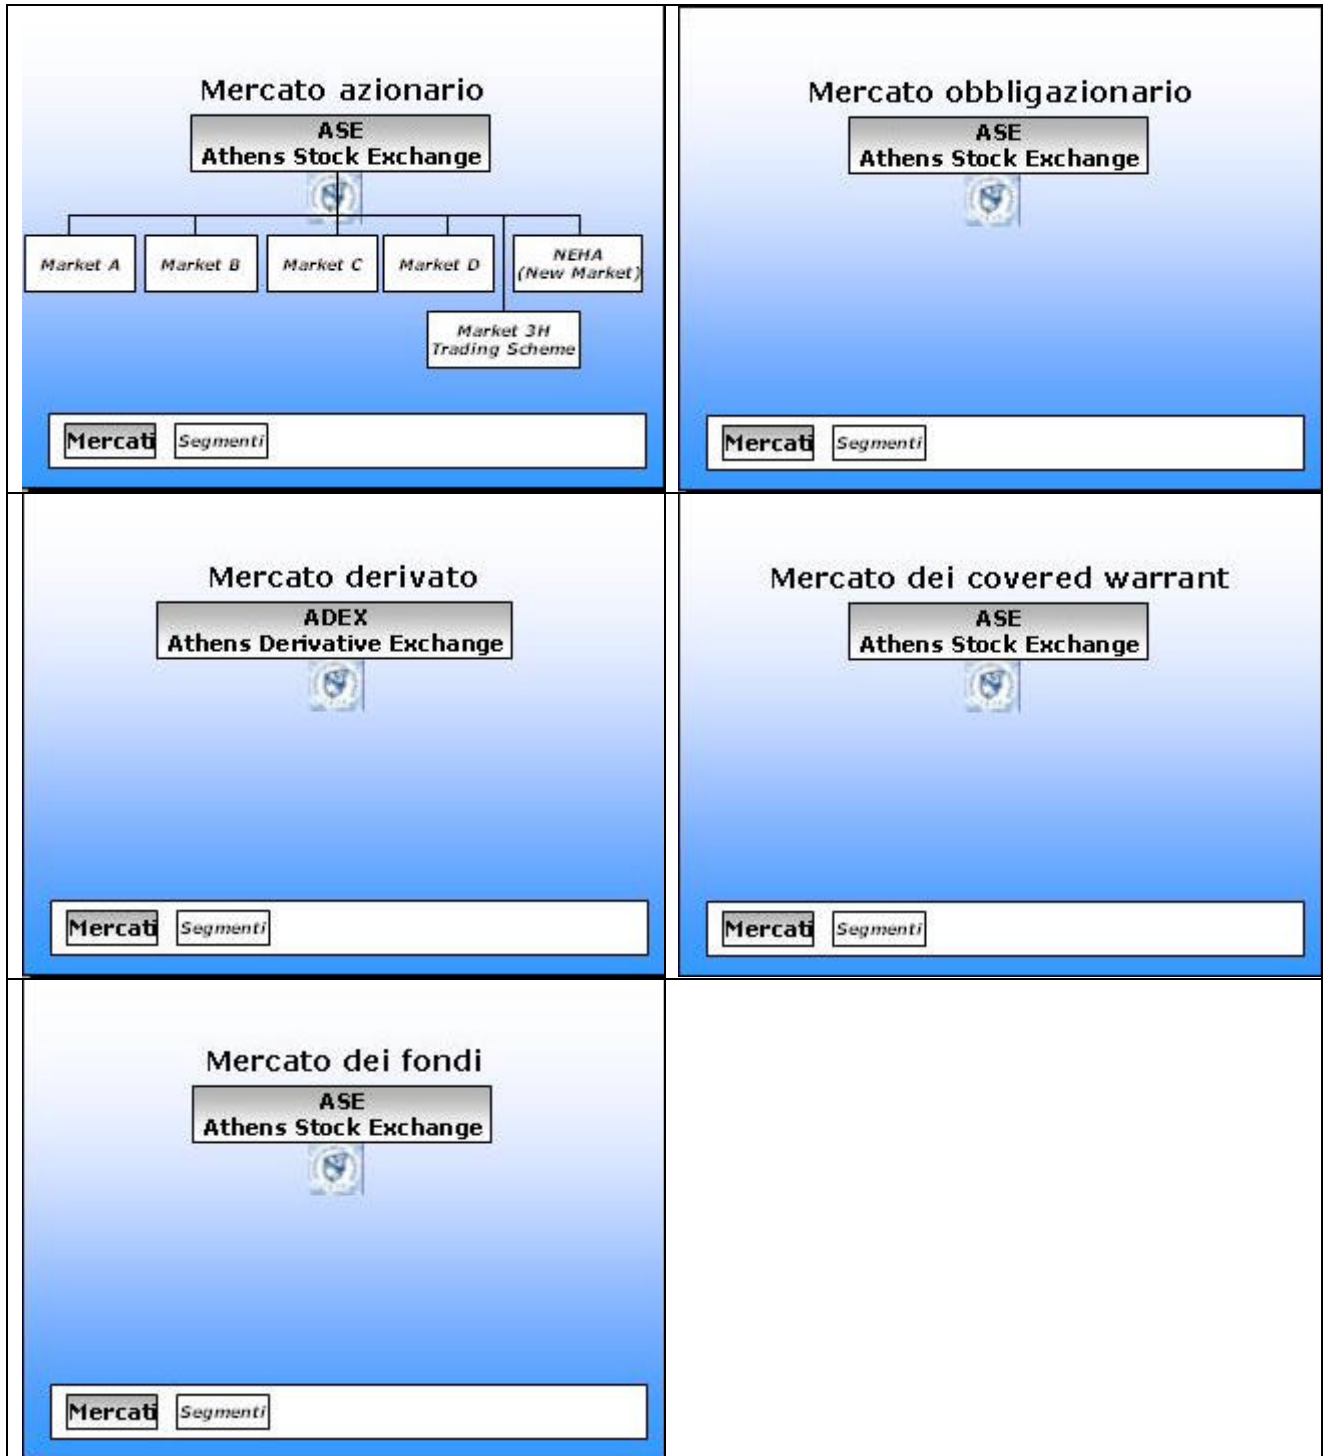 Mercato azionario
ASE
Athens Stock Exchange
Market A
Market B
Market C
Market D
NEHA
(New Market)
Market 3H
Trading Scheme
Mercati
Segmenti
Mercato obbligazionario
ASE
Athens Stock Exchange
Mercati
Segmenti
Mercato derivato
ADEX
Athens Derivative Exchange
Mercati
Segmenti
Mercato dei covered warrant
ASE
Athens Stock Exchange
Mercati
Segmenti
Mercato dei fondi
ASE
Athens Stock Exchange
Mercati
Segmenti